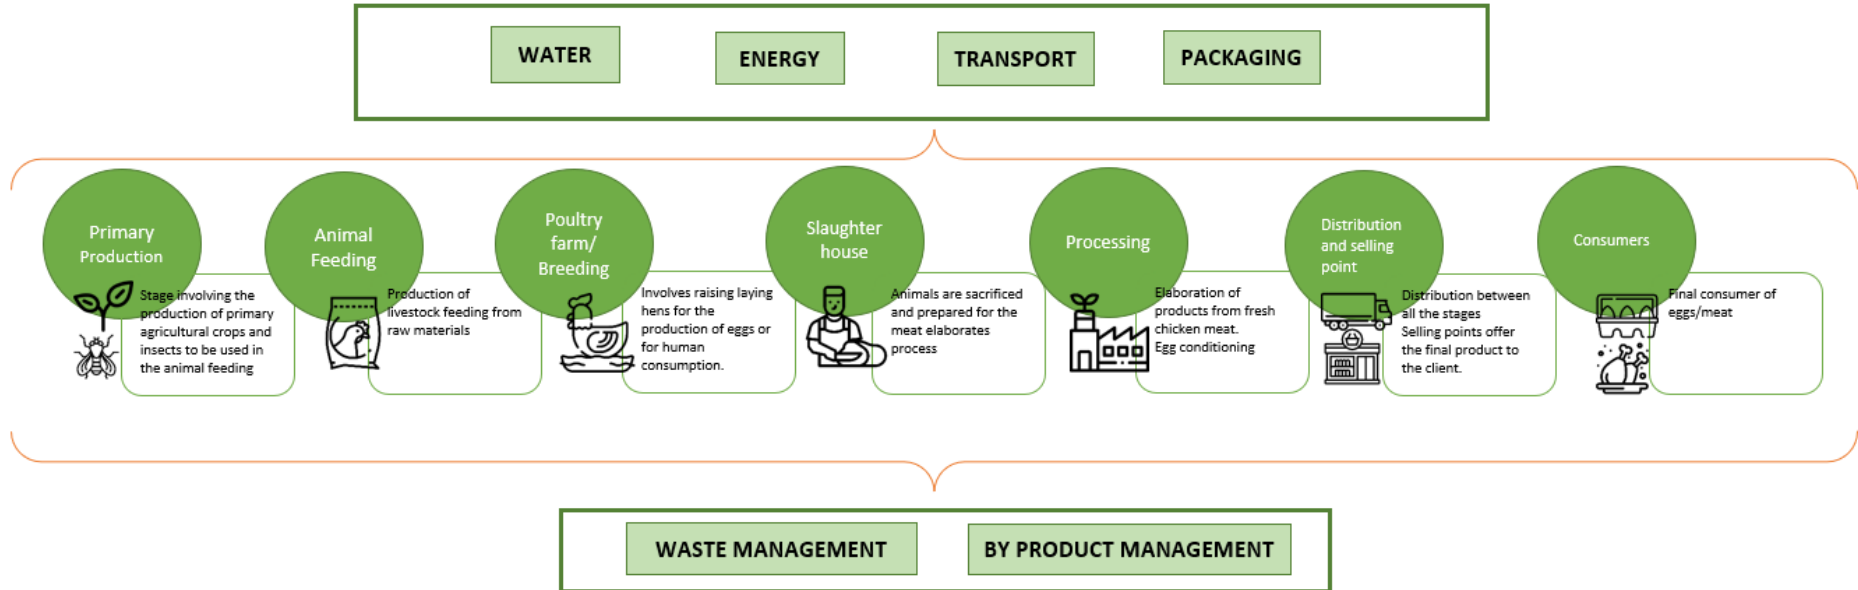 WATER
ENERGY
TRANSPORT
PACKAGING
Primary
Production
Stage involving the
production of primary
agricultural crops and
insects to be used in
the animal feeding
Animal
Feeding
Production of
livestock feeding from
raw materials
Poultry
farm/
Breeding
Involves raising laying
hens for the
production of eggs or
for human
consumption.
Slaughter
house
Animals are sacrificed
and prepared for the
meat elaborates
process
Processing
Elaboration of
products from fresh
chicken meat.
Egg conditioning
Distribution
and selling
point
Distribution between
all the stages
Selling points offer
the final product to
the client.
Consumers
Final consumer of
eggs/meat
WASTE MANAGEMENT
BY PRODUCT MANAGEMENT